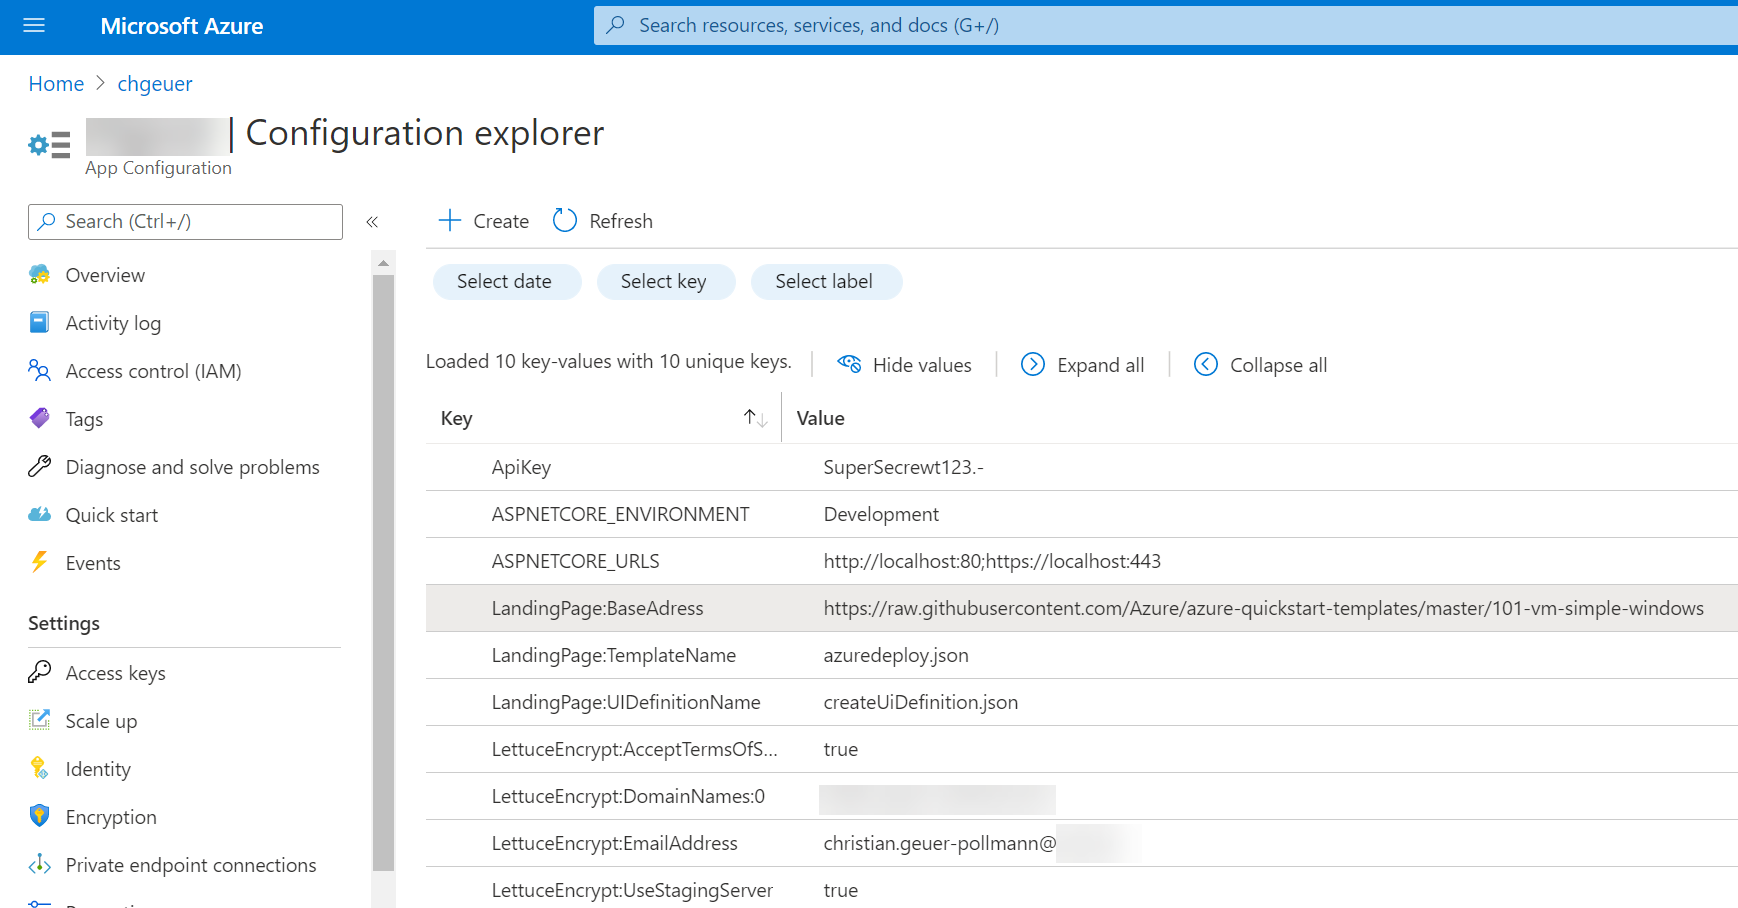 Microsoft Azure
Search resources, services, and docs (G+/)
Home > chgeuer
| Configuration explorer
App Configuration
Search (Ctrl+/)
«
Overview
Activity log
Access control (IAM)
Tags
Diagnose and solve problems
Quick start
Events
Settings
Access keys
Scale up
Identity
Encryption
Private endpoint connections
Create Refresh
Select date Select key Select label
Loaded 10 key-values with 10 unique keys. Hide values Expand all Collapse all
Key Value
ApiKey SuperSecrewt123.-
ASPNETCORE_ENVIRONMENT Development
ASPNETCORE_URLS http://localhost:80;https://localhost:443
LandingPage:BaseAdress https://raw.githubusercontent.com/Azure/azure-quickstart-templates/master/101-vm-simple-windows
LandingPage:TemplateName azuredeploy.json
LandingPage:UIDefinitionName createUiDefinition.json
LettuceEncrypt:AcceptTermsOfS... true
LettuceEncrypt:DomainNames:0
LettuceEncrypt:EmailAddress christian.geuer-pollmann@
LettuceEncrypt:UseStagingServer true